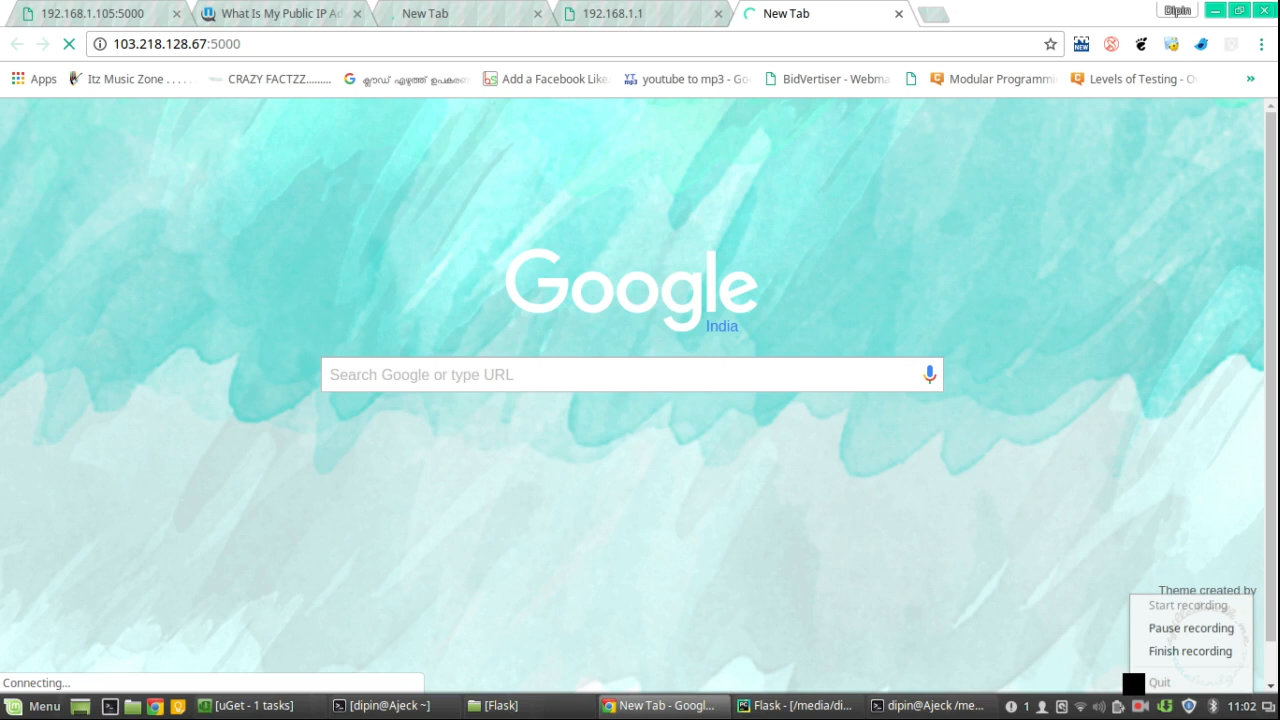 192.168.1.105:5000
What Is My Public IP Ad
New Tab
192.168.1.1
New Tab
Dipin
103.218.128.67:5000
NEW
Apps
Itz Music Zone . . . . .
CRAZY FACTZZ.........
ക്ലാഡ് എഴുത്ത് ഉപകരണ
Add a Facebook Like
youtube to mp3 - Go
BidVertiser - Webma
Modular Programmi
Levels of Testing - O
Google
India
Search Google or type URL
Theme created by
Start recording
Pause recording
Finish recording
Quit
Connecting...
Menu
[uGet - 1 tasks]
[dipin@Ajeck ~]
[Flask]
New Tab - Googl...
Flask - [/media/di...
dipin@Ajeck /me...
1
11:02